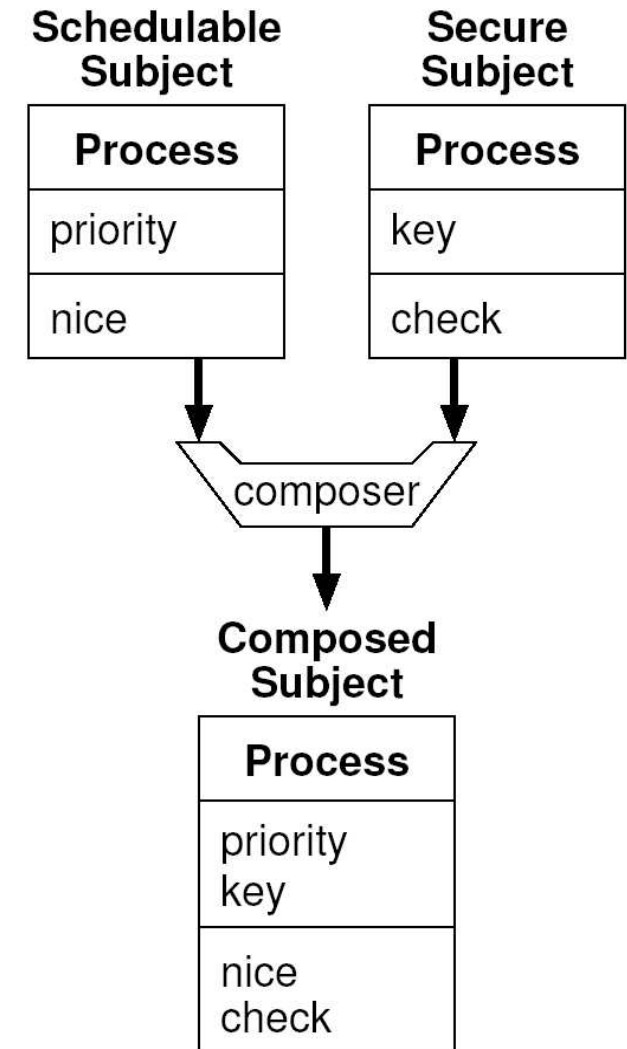 Schedulable
Subject
Process
priority
nice
Secure
Subject
Process
key
check
composer
Composed
Subject
Process
priority
key
nice
check